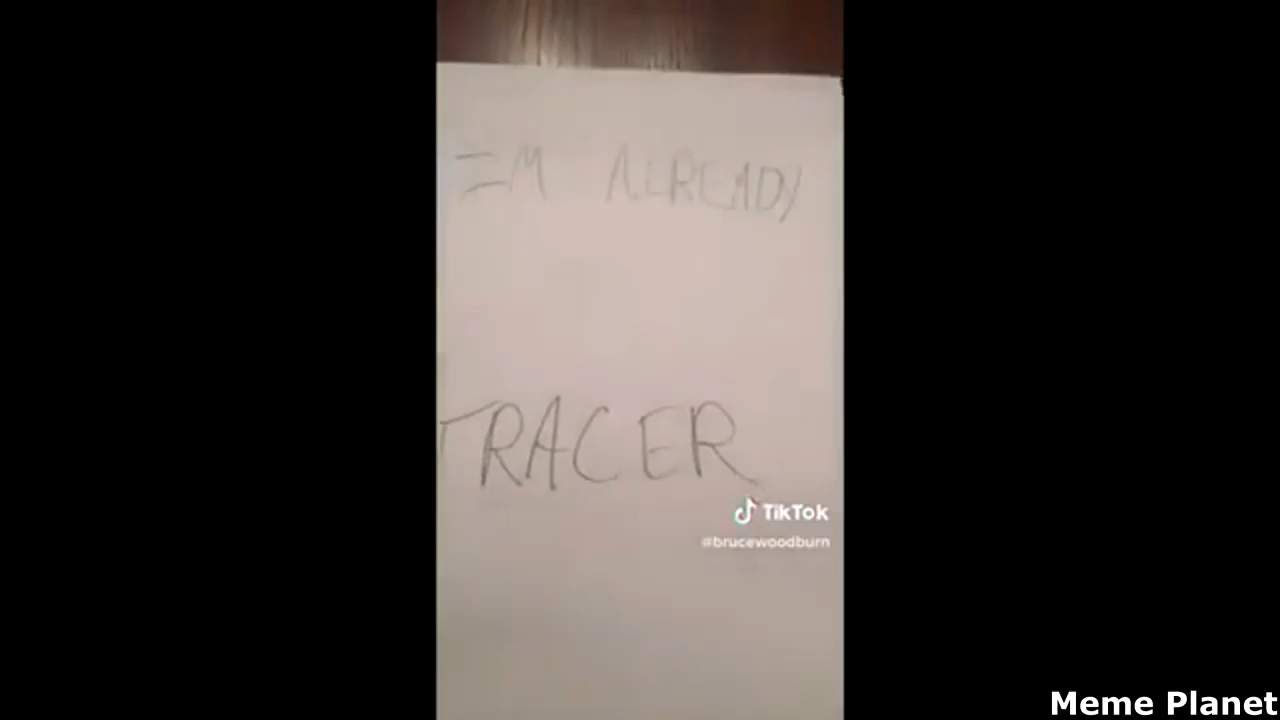 IM ALREADY
TRACER
TikTok
@brucewoodburn
Meme Planet